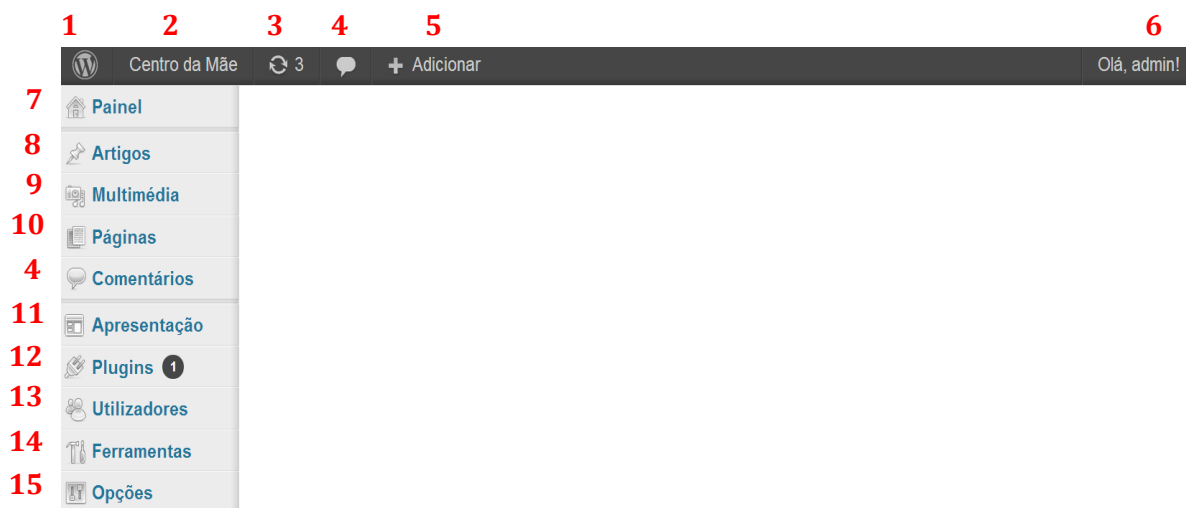 1 2 3 4 5 6
Centro da Mãe 3 Adicionar Olá, admin!
7 Painel
8 Artigos
9 Multimédia
10 Páginas
4 Comentários
11 Apresentação
12 Plugins 1
13 Utilizadores
14 Ferramentas
15 Opções